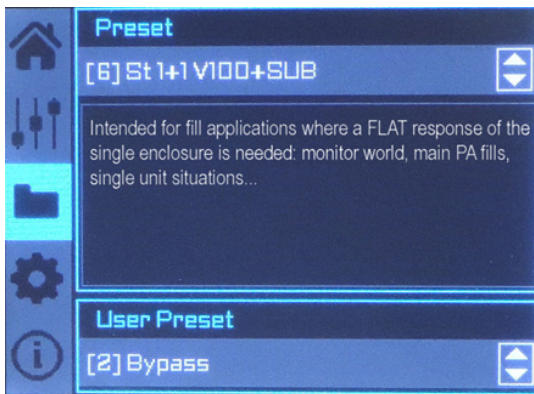 Preset
[6] St 1+1 V100+SUB
Intended for fill applications where a FLAT response of the
single enclosure is needed: monitor world, main PA fills,
single unit situations...
User Preset
[2] Bypass